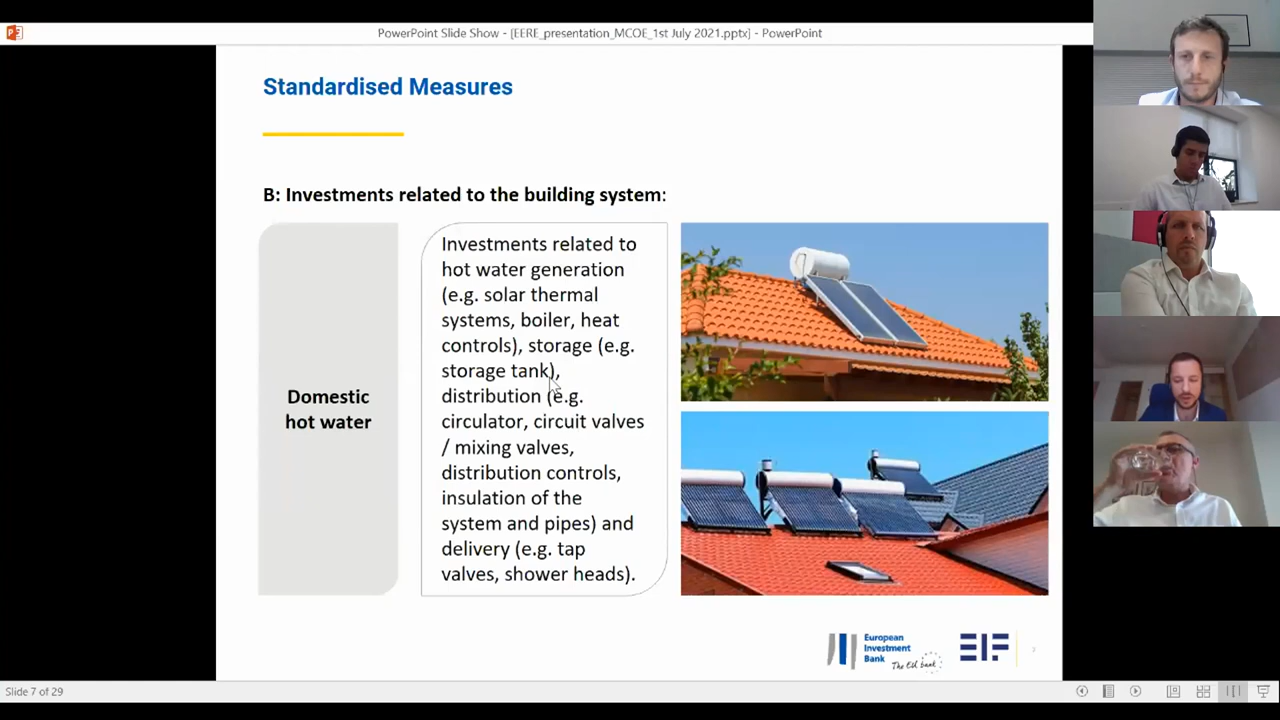 PowerPoint Slide Show - [EERE_presentation_MCOE_1st July 2021.pptx] - PowerPoint
Standardised Measures
B: Investments related to the building system:
Domestic
hot water
Investments related to
hot water generation
(e.g. solar thermal
systems, boiler, heat
controls), storage (e.g.
storage tank),
distribution (e.g.
circulator, circuit valves
/ mixing valves,
distribution controls,
insulation of the
system and pipes) and
delivery (e.g. tap
valves, shower heads).
European
Investment
Bank
The EU bank
EIF
Slide 7 of 29